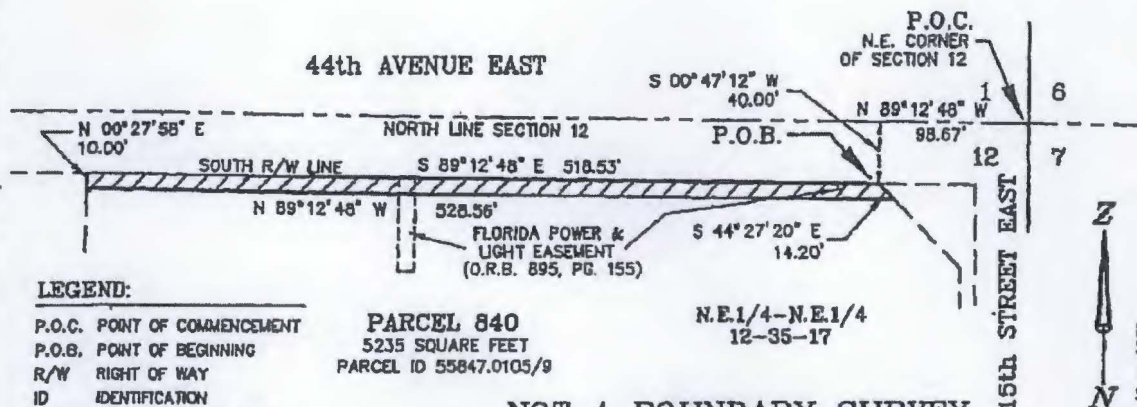 P.O.C.
N.E. CORNER
OF SECTION 12
44th AVENUE EAST
S 00°47'12" W
40.00'
1
6
N 89°12'48" W
98.67'
N 00°27'58" E
10.00'
NORTH LINE SECTION 12
P.O.B.
12
7
SOUTH R/W LINE
S 89°12'48" E 518.53'
N 89°12'48" W
528.56'
S 44°27'20" E
14.20'
FLORIDA POWER &
LIGHT EASEMENT
(O.R.B. 895, PG. 155)
15th STREET EAST
LEGEND:
P.O.C. POINT OF COMMENCEMENT
P.O.B. POINT OF BEGINNING
R/W RIGHT OF WAY
ID IDENTIFICATION
PARCEL 840
5235 SQUARE FEET
PARCEL ID 55847.0105/9
N.E.1/4-N.E.1/4
12-35-17
N
NOT A BOUNDARY SURVEY